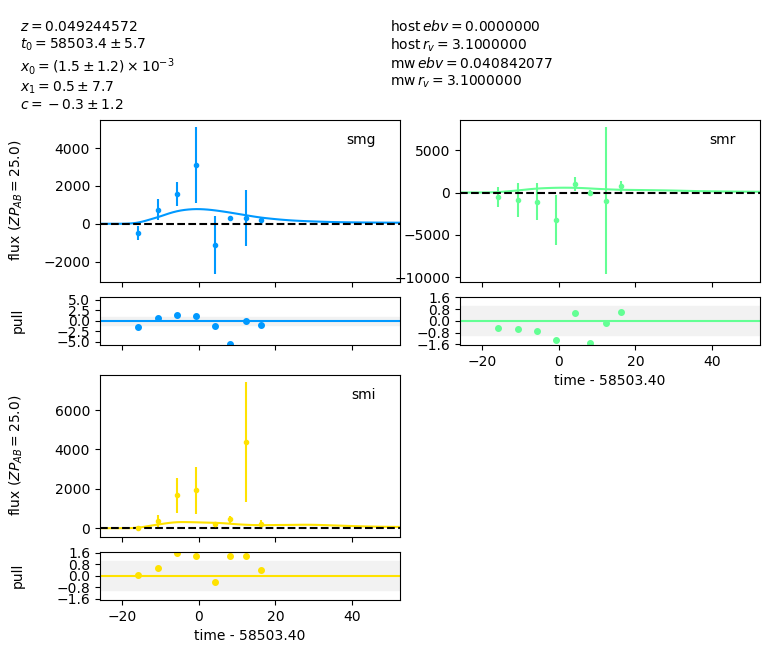 z = 0.049244572
t₀ = 58503.4 ± 5.7
x₀ = (1.5 ± 1.2) × 10⁻³
x₁ = 0.5 ± 7.7
c = −0.3 ± 1.2
host ebv = 0.0000000
host r_v = 3.1000000
mw ebv = 0.040842077
mw r_v = 3.1000000
smg
flux (ZP_AB = 25.0)
4000
2000
0
−2000
smr
5000
0
−5000
−10000
pull
5.0
2.5
0.0
−2.5
−5.0
1.6
0.8
0.0
−0.8
−1.6
−20 0 20 40
time - 58503.40
smi
flux (ZP_AB = 25.0)
6000
4000
2000
0
pull
1.6
0.8
0.0
−0.8
−1.6
−20 0 20 40
time - 58503.40